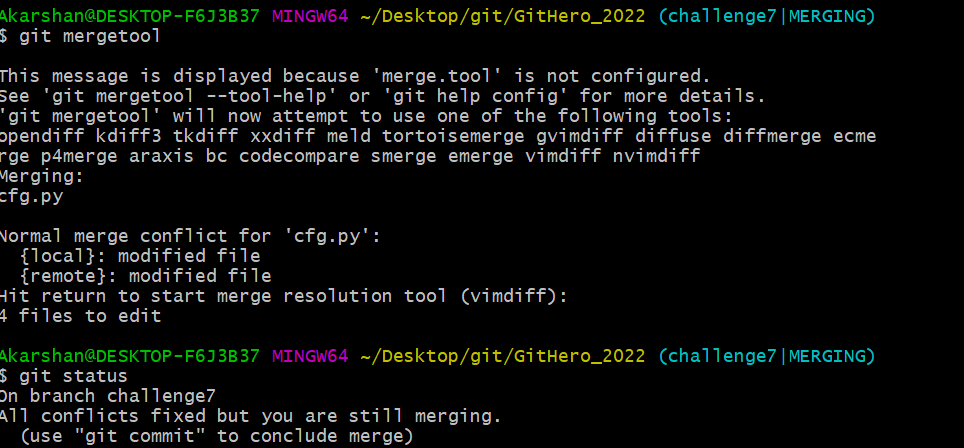 Akarshan@DESKTOP-F6J3B37 MINGW64 ~/Desktop/git/GitHero_2022 (challenge7|MERGING)
$ git mergetool

This message is displayed because 'merge.tool' is not configured.
See 'git mergetool --tool-help' or 'git help config' for more details.
'git mergetool' will now attempt to use one of the following tools:
opendiff kdiff3 tkdiff xxdiff meld tortoisemerge gvimdiff diffuse diffmerge ecme
rge p4merge araxis bc codecompare smerge emerge vimdiff nvimdiff
Merging:
cfg.py

Normal merge conflict for 'cfg.py':
  {local}: modified file
  {remote}: modified file
Hit return to start merge resolution tool (vimdiff):
4 files to edit

Akarshan@DESKTOP-F6J3B37 MINGW64 ~/Desktop/git/GitHero_2022 (challenge7|MERGING)
$ git status
On branch challenge7
All conflicts fixed but you are still merging.
  (use "git commit" to conclude merge)